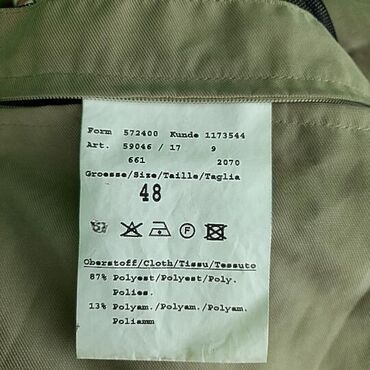 Form 572400 Kunde 1173544
Art. 59046 / 17 9
661 2070
Groesse/Size/Taille/Taglia
48
F
Oberstoff/Cloth/Tissu/Tessuto
87% Polyest/Polyest/Poly.
Polies.
13% Polyam./Polyam./Polyam.
Poliamm